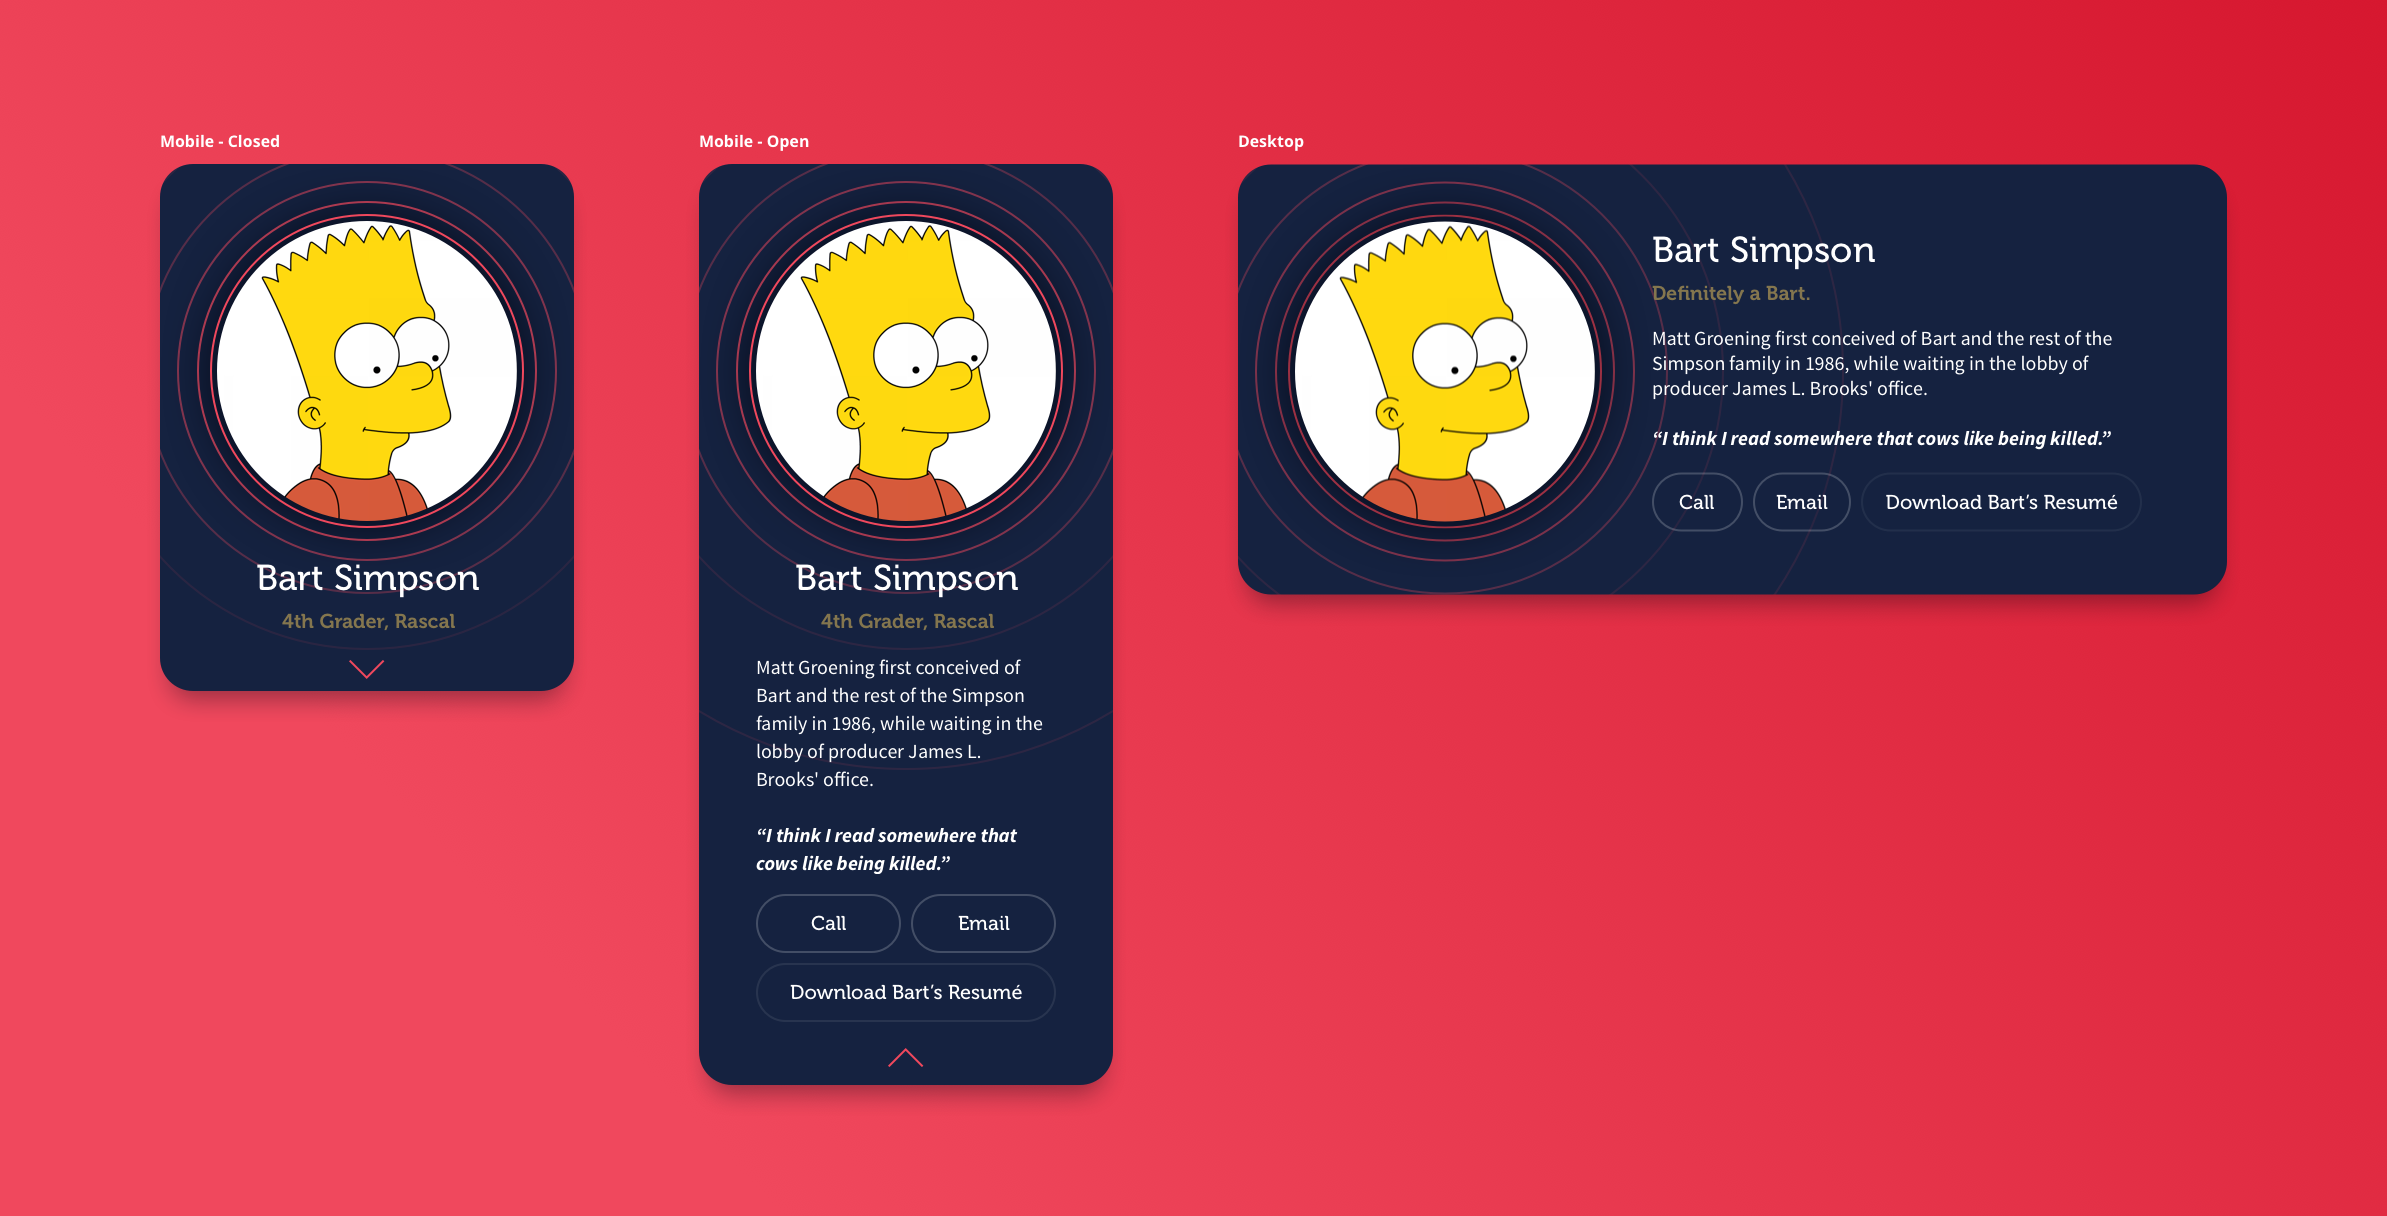 Mobile - Closed
Bart Simpson
4th Grader, Rascal
Mobile - Open
Bart Simpson
4th Grader, Rascal
Matt Groening first conceived of
Bart and the rest of the Simpson
family in 1986, while waiting in the
lobby of producer James L.
Brooks' office.
“I think I read somewhere that
cows like being killed.”
Call
Email
Download Bart’s Resumé
Desktop
Bart Simpson
Definitely a Bart.
Matt Groening first conceived of Bart and the rest of the
Simpson family in 1986, while waiting in the lobby of
producer James L. Brooks' office.
“I think I read somewhere that cows like being killed.”
Call
Email
Download Bart’s Resumé